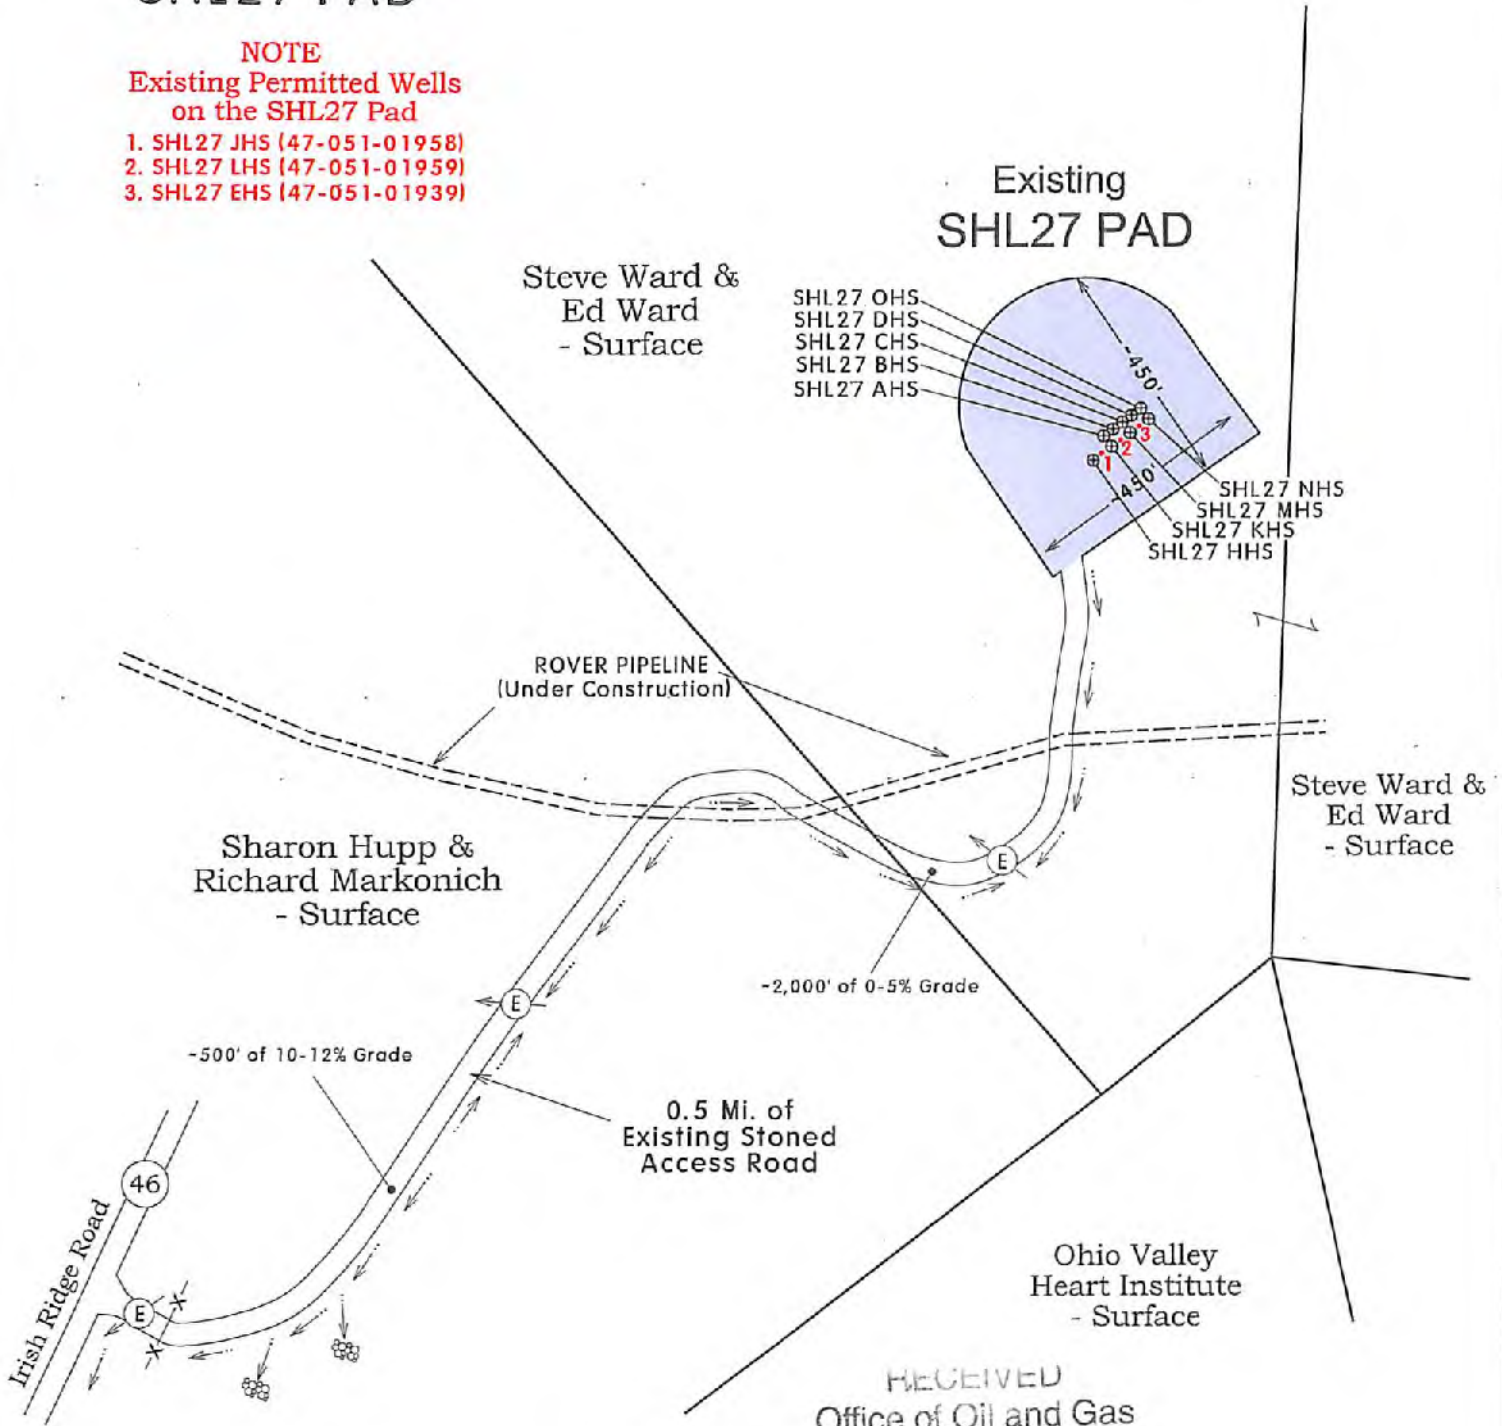 SHL27 PAD
NOTE
Existing Permitted Wells
on the SHL27 Pad
1. SHL27 JHS (47-051-01958)
2. SHL27 LHS (47-051-01959)
3. SHL27 EHS (47-051-01939)
Existing
SHL27 PAD
Steve Ward &
Ed Ward
- Surface
SHL27 OHS
SHL27 DHS
SHL27 CHS
SHL27 BHS
SHL27 AHS
~450'
3
2
1
~450'
SHL27 NHS
SHL27 MHS
SHL27 KHS
SHL27 HHS
ROVER PIPELINE
(Under Construction)
Steve Ward &
Ed Ward
- Surface
Sharon Hupp &
Richard Markonich
- Surface
E
~2,000' of 0-5% Grade
E
~500' of 10-12% Grade
0.5 Mi. of
Existing Stoned
Access Road
46
Irish Ridge Road
E
Ohio Valley
Heart Institute
- Surface
RECEIVED
Office of Oil and Gas